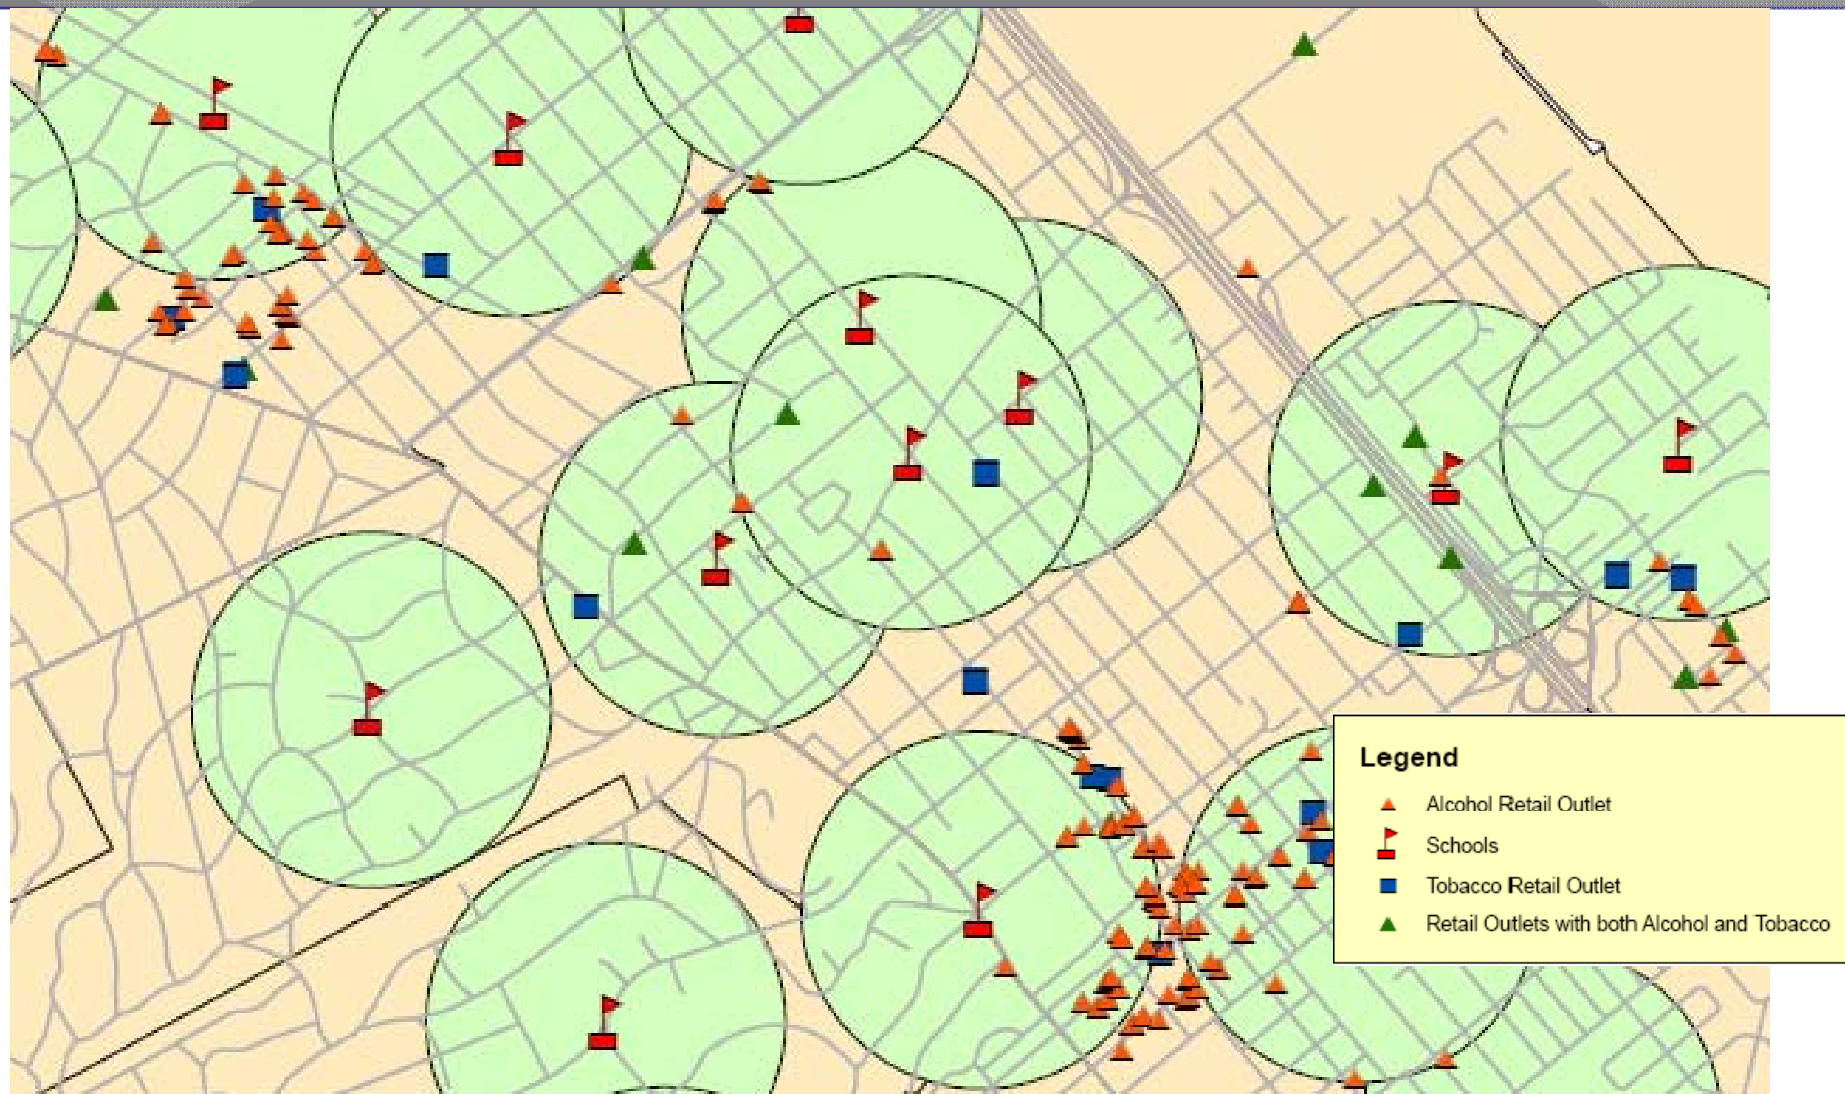 Legend
Alcohol Retail Outlet
Schools
Tobacco Retail Outlet
Retail Outlets with both Alcohol and Tobacco